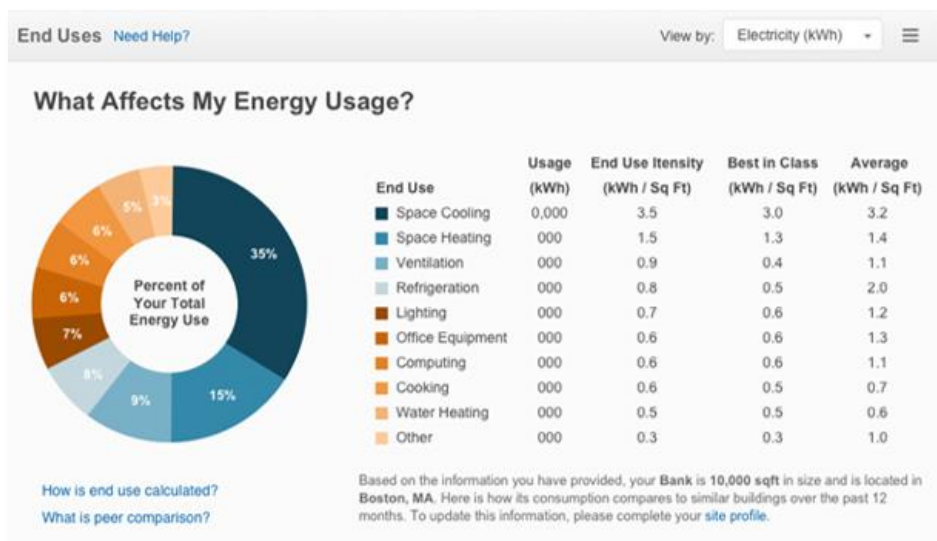 End Uses Need Help?
View by: Electricity (kWh)
What Affects My Energy Usage?
35%
15%
9%
8%
7%
6%
6%
6%
5%
3%
Percent of
Your Total
Energy Use
Usage End Use Itensity Best in Class Average
End Use (kWh) (kWh / Sq Ft) (kWh / Sq Ft) (kWh / Sq Ft)
Space Cooling 0,000 3.5 3.0 3.2
Space Heating 000 1.5 1.3 1.4
Ventilation 000 0.9 0.4 1.1
Refrigeration 000 0.8 0.5 2.0
Lighting 000 0.7 0.6 1.2
Office Equipment 000 0.6 0.6 1.3
Computing 000 0.6 0.6 1.1
Cooking 000 0.6 0.5 0.7
Water Heating 000 0.5 0.5 0.6
Other 000 0.3 0.3 1.0
How is end use calculated?
What is peer comparison?
Based on the information you have provided, your Bank is 10,000 sqft in size and is located in
Boston, MA. Here is how its consumption compares to similar buildings over the past 12
months. To update this information, please complete your site profile.